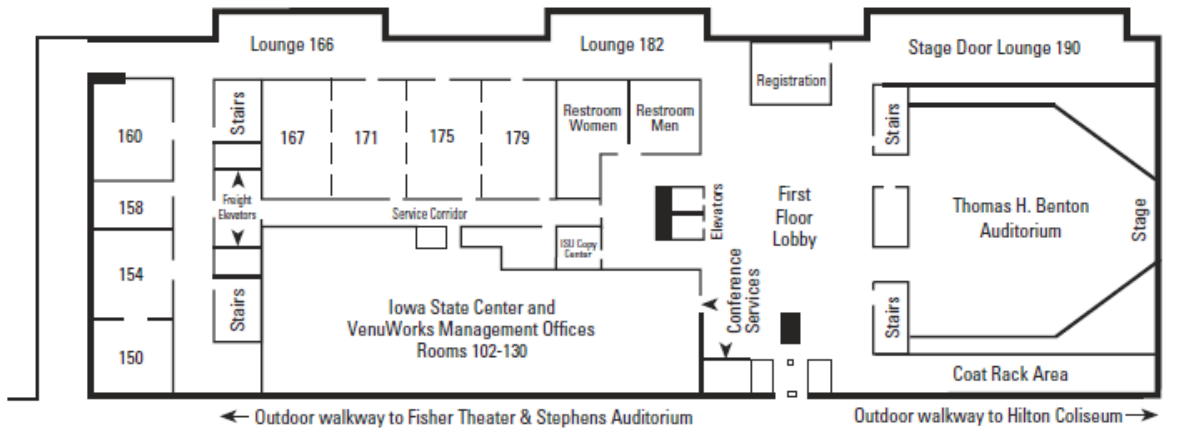 Lounge 166
Lounge 182
Stage Door Lounge 190
Registration
160
Stairs
167
171
175
179
Restroom
Women
Restroom
Men
Stairs
158
Freight
Elevators
Service Corridor
Elevators
First
Floor
Lobby
Thomas H. Benton
Auditorium
Stage
154
ISU Copy
Center
Stairs
Iowa State Center and
VenuWorks Management Offices
Rooms 102-130
Conference
Services
Stairs
150
Coat Rack Area
Outdoor walkway to Fisher Theater & Stephens Auditorium
Outdoor walkway to Hilton Coliseum